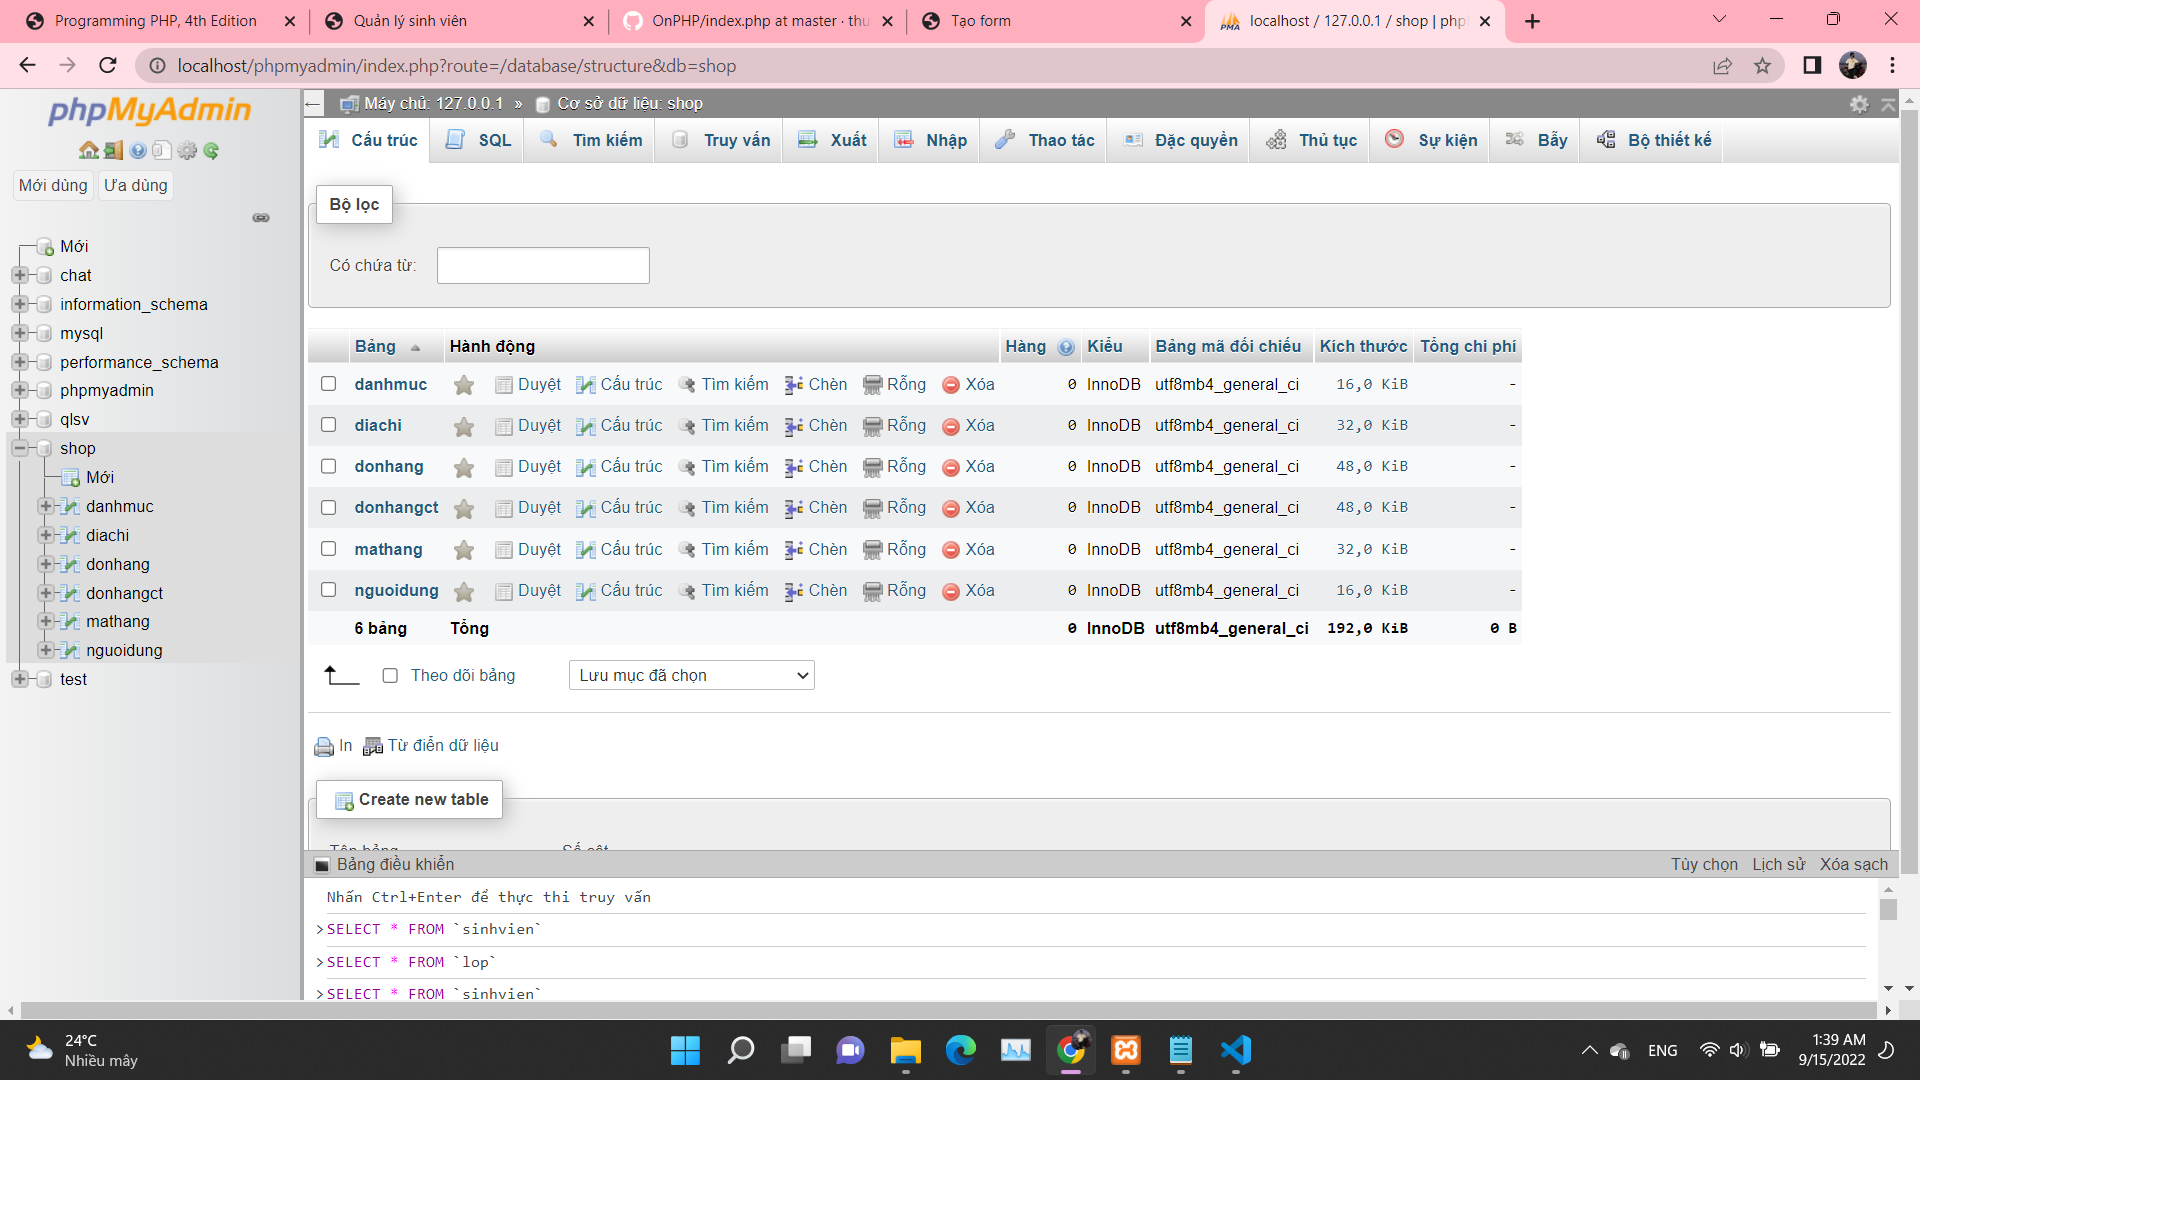 Programming PHP, 4th Edition
Quản lý sinh viên
OnPHP/index.php at master · thu
Tạo form
localhost / 127.0.0.1 / shop | php
localhost/phpmyadmin/index.php?route=/database/structure&db=shop
phpMyAdmin
Mới dùng Ưa dùng
Mới
chat
information_schema
mysql
performance_schema
phpmyadmin
qlsv
shop
Mới
danhmuc
diachi
donhang
donhangct
mathang
nguoidung
test
Máy chủ: 127.0.0.1 » Cơ sở dữ liệu: shop
Cấu trúc SQL Tìm kiếm Truy vấn Xuất Nhập Thao tác Đặc quyền Thủ tục Sự kiện Bẫy Bộ thiết kế
Bộ lọc
Có chứa từ:
Bảng Hành động Hàng Kiểu Bảng mã đối chiếu Kích thước Tổng chi phí
danhmuc Duyệt Cấu trúc Tìm kiếm Chèn Rỗng Xóa 0 InnoDB utf8mb4_general_ci 16,0 KiB -
diachi Duyệt Cấu trúc Tìm kiếm Chèn Rỗng Xóa 0 InnoDB utf8mb4_general_ci 32,0 KiB -
donhang Duyệt Cấu trúc Tìm kiếm Chèn Rỗng Xóa 0 InnoDB utf8mb4_general_ci 48,0 KiB -
donhangct Duyệt Cấu trúc Tìm kiếm Chèn Rỗng Xóa 0 InnoDB utf8mb4_general_ci 48,0 KiB -
mathang Duyệt Cấu trúc Tìm kiếm Chèn Rỗng Xóa 0 InnoDB utf8mb4_general_ci 32,0 KiB -
nguoidung Duyệt Cấu trúc Tìm kiếm Chèn Rỗng Xóa 0 InnoDB utf8mb4_general_ci 16,0 KiB -
6 bảng Tổng 0 InnoDB utf8mb4_general_ci 192,0 KiB 0 B
Theo dõi bảng Lưu mục đã chọn
In Từ điển dữ liệu
Create new table
Tên bảng Số cột
Bảng điều khiển Tùy chọn Lịch sử Xóa sạch
Nhấn Ctrl+Enter để thực thi truy vấn
>SELECT * FROM `sinhvien`
>SELECT * FROM `lop`
>SELECT * FROM `sinhvien`
24°C
Nhiều mây
ENG
1:39 AM
9/15/2022